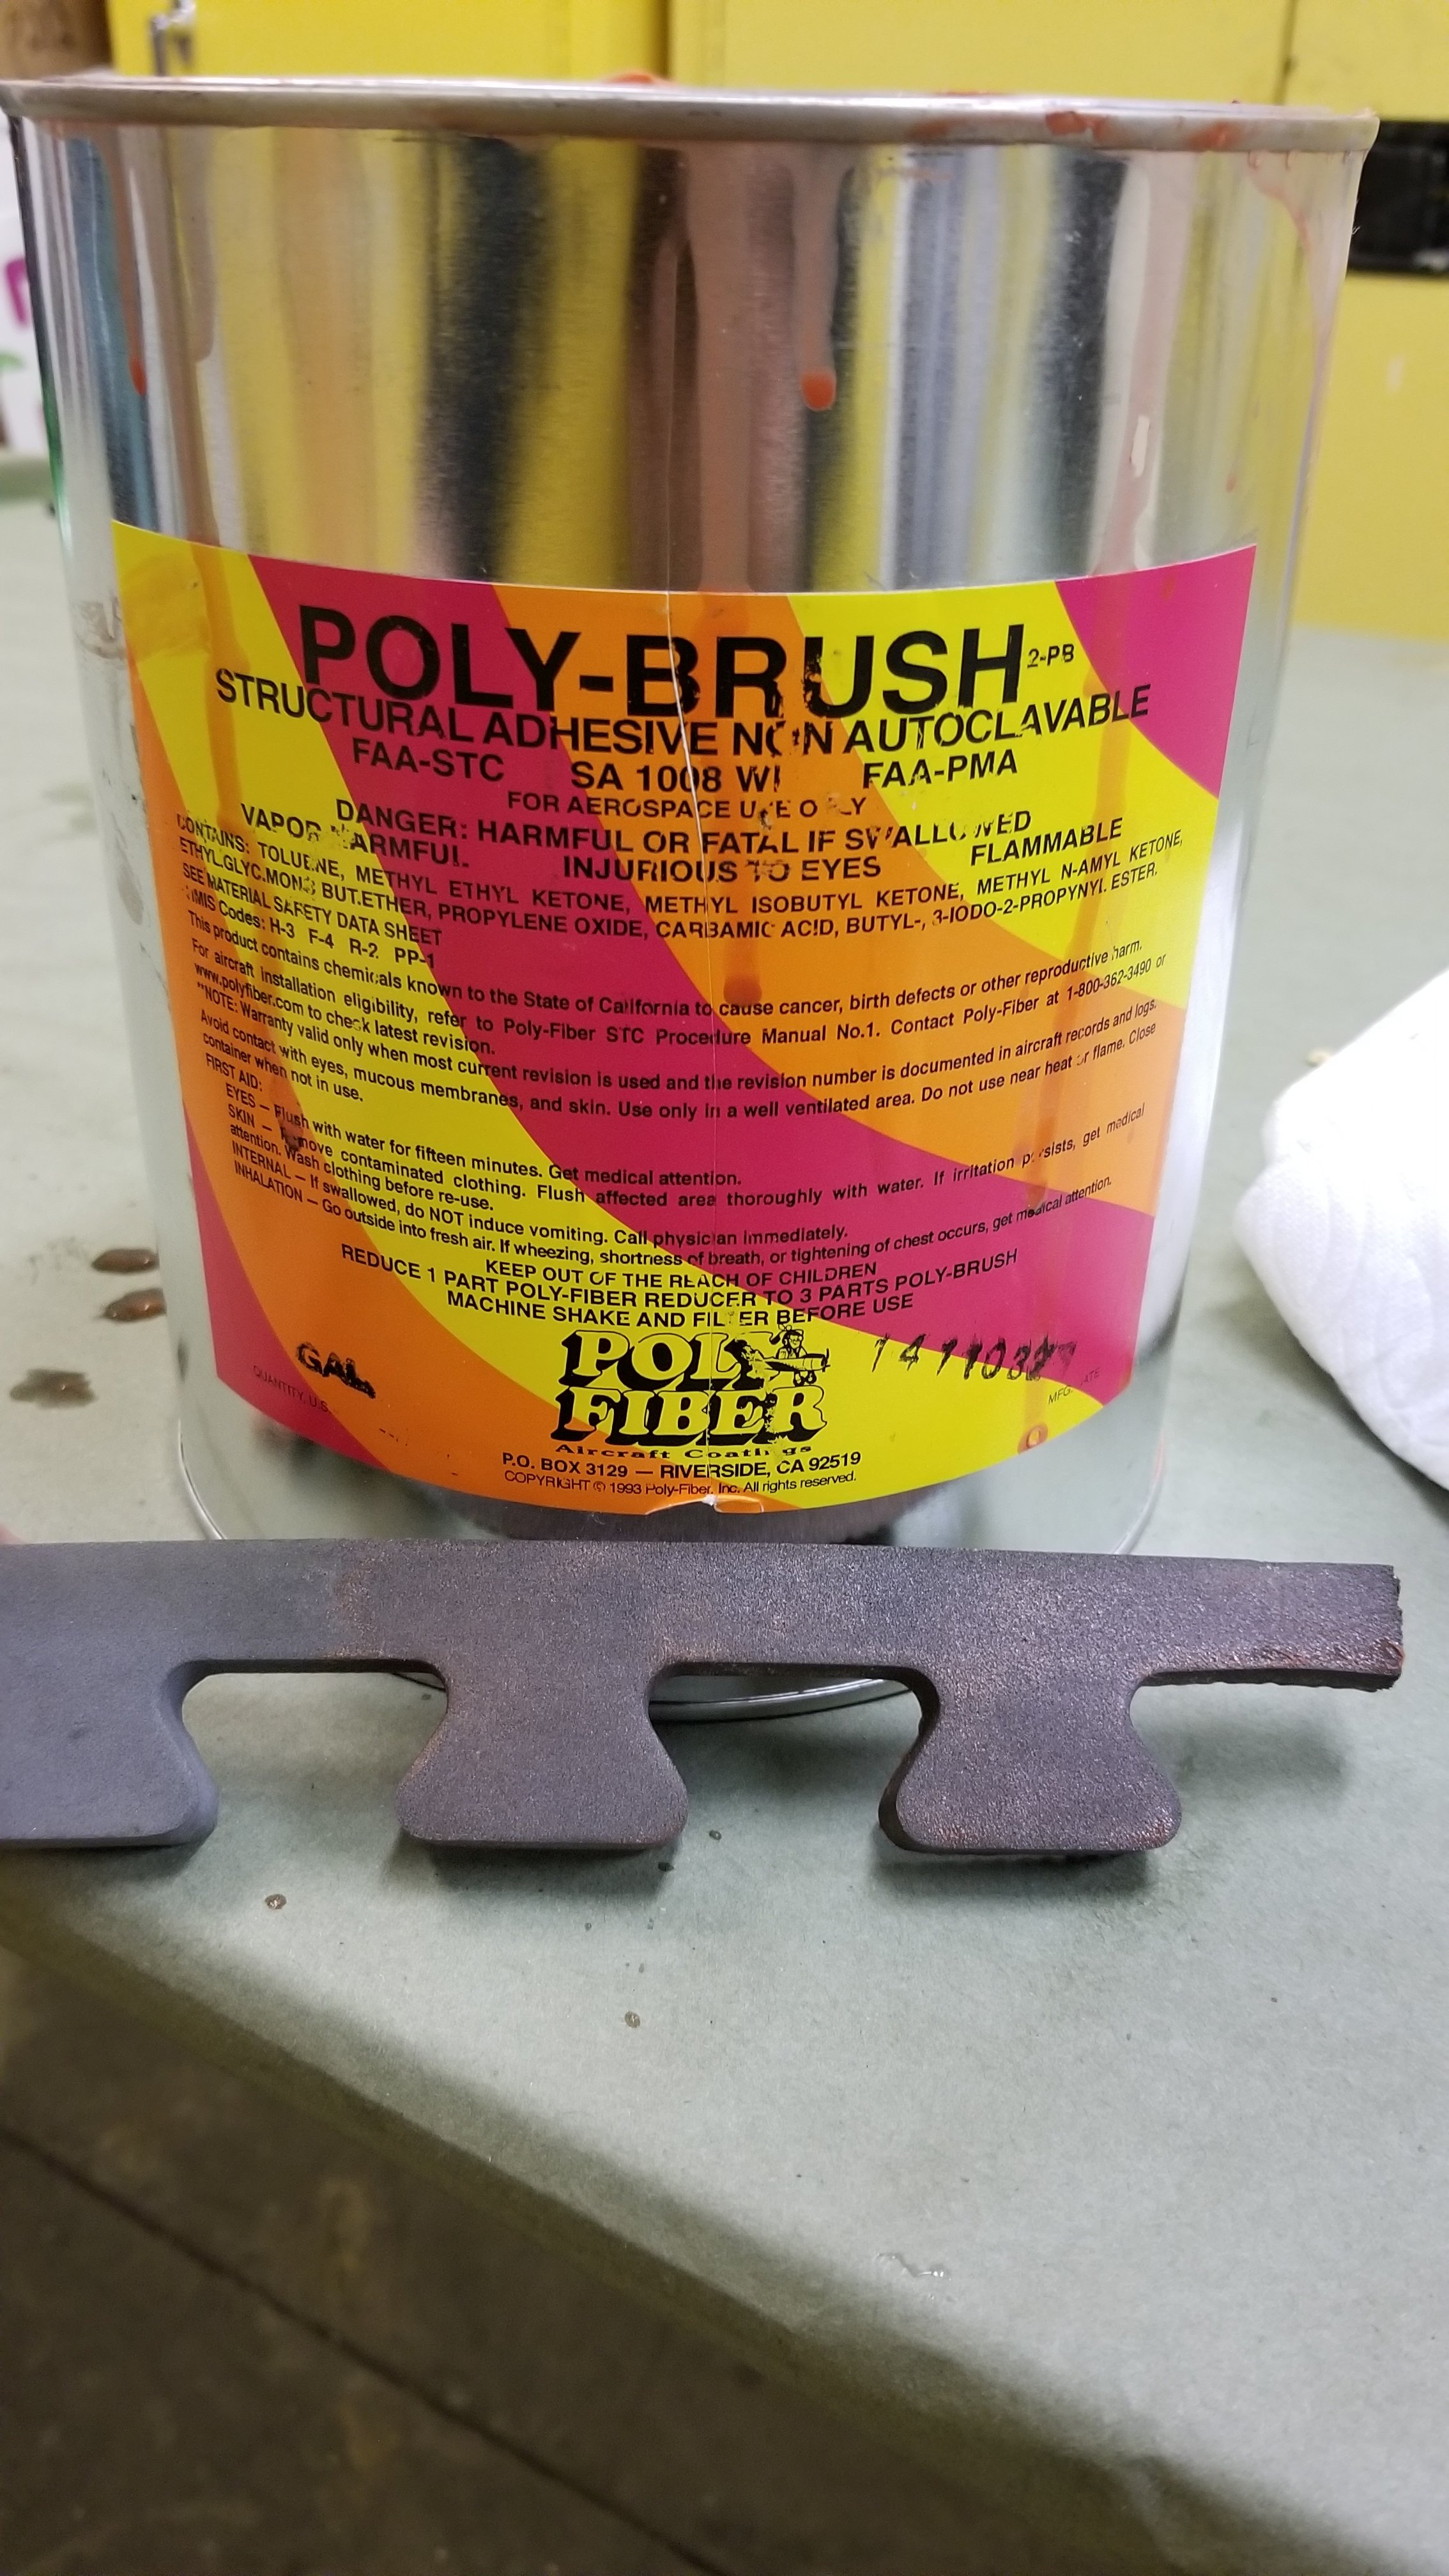 POLY-BRUSH 2-PB
STRUCTURAL ADHESIVE NON AUTOCLAVABLE
FAA-STC SA 1008 WE FAA-PMA
FOR AEROSPACE USE ONLY
DANGER: HARMFUL OR FATAL IF SWALLOWED
VAPOR HARMFUL INJURIOUS TO EYES FLAMMABLE
CONTAINS: TOLUENE, METHYL ETHYL KETONE, METHYL ISOBUTYL KETONE, METHYL N-AMYL KETONE,
ETHYL.GLYC.MONO BUT.ETHER, PROPYLENE OXIDE, CARBAMIC ACID, BUTYL-, 3-IODO-2-PROPYNYL ESTER.
SEE MATERIAL SAFETY DATA SHEET
HMIS Codes: H-3 F-4 R-2 PP-1
This product contains chemicals known to the State of California to cause cancer, birth defects or other reproductive harm.
For aircraft installation eligibility, refer to Poly-Fiber STC Procedure Manual No.1. Contact Poly-Fiber at 1-800-362-3490 or
www.polyfiber.com to check latest revision.
"NOTE: Warranty valid only when most current revision is used and the revision number is documented in aircraft records and logs.
Avoid contact with eyes, mucous membranes, and skin. Use only in a well ventilated area. Do not use near heat or flame. Close
container when not in use.
FIRST AID:
EYES — Flush with water for fifteen minutes. Get medical attention.
SKIN — Remove contaminated clothing. Flush affected area thoroughly with water. If irritation persists, get medical
attention. Wash clothing before re-use.
INTERNAL — If swallowed, do NOT induce vomiting. Call physician immediately.
INHALATION — Go outside into fresh air. If wheezing, shortness of breath, or tightening of chest occurs, get medical attention.
KEEP OUT OF THE REACH OF CHILDREN
REDUCE 1 PART POLY-FIBER REDUCER TO 3 PARTS POLY-BRUSH
MACHINE SHAKE AND FILTER BEFORE USE
GAL.
QUANTITY, U.S.
POLY
FIBER
Aircraft Coatings
MFG. DATE
P.O. BOX 3129 — RIVERSIDE, CA 92519
COPYRIGHT © 1993 Poly-Fiber, Inc. All rights reserved.